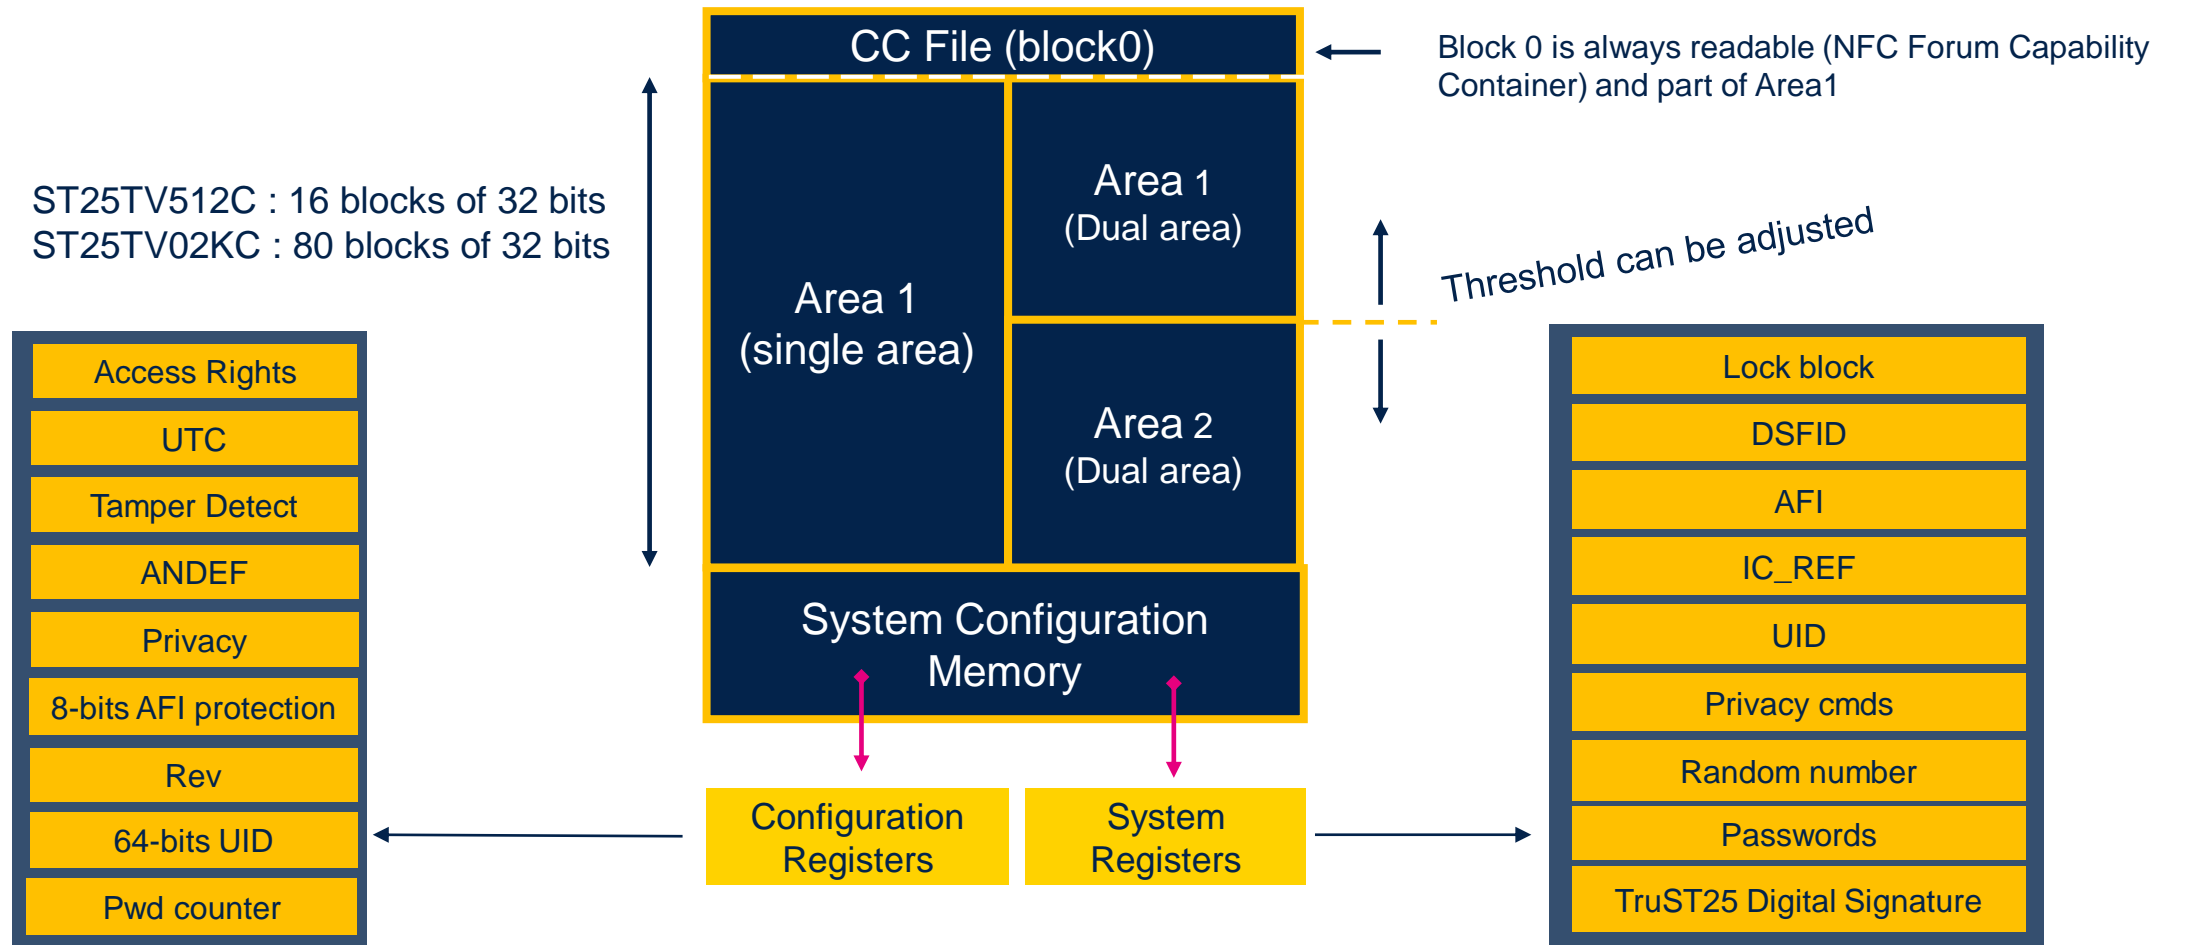 CC File (block0)
Block 0 is always readable (NFC Forum Capability
Container) and part of Area1
ST25TV512C : 16 blocks of 32 bits
ST25TV02KC : 80 blocks of 32 bits
Area 1
(single area)
Area 1
(Dual area)
Threshold can be adjusted
Area 2
(Dual area)
System Configuration
Memory
Configuration
Registers
System
Registers
Access Rights
UTC
Tamper Detect
ANDEF
Privacy
8-bits AFI protection
Rev
64-bits UID
Pwd counter
Lock block
DSFID
AFI
IC_REF
UID
Privacy cmds
Random number
Passwords
TruST25 Digital Signature